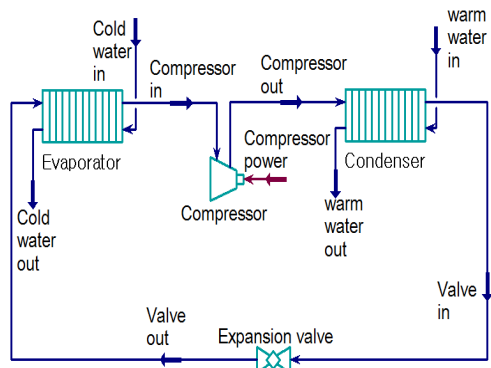 Cold
water
in
warm
water
in
Compressor
in
Compressor
out
Evaporator
Compressor
power
Condenser
Compressor
Cold
water
out
warm
water
out
Valve
in
Valve
out
Expansion valve